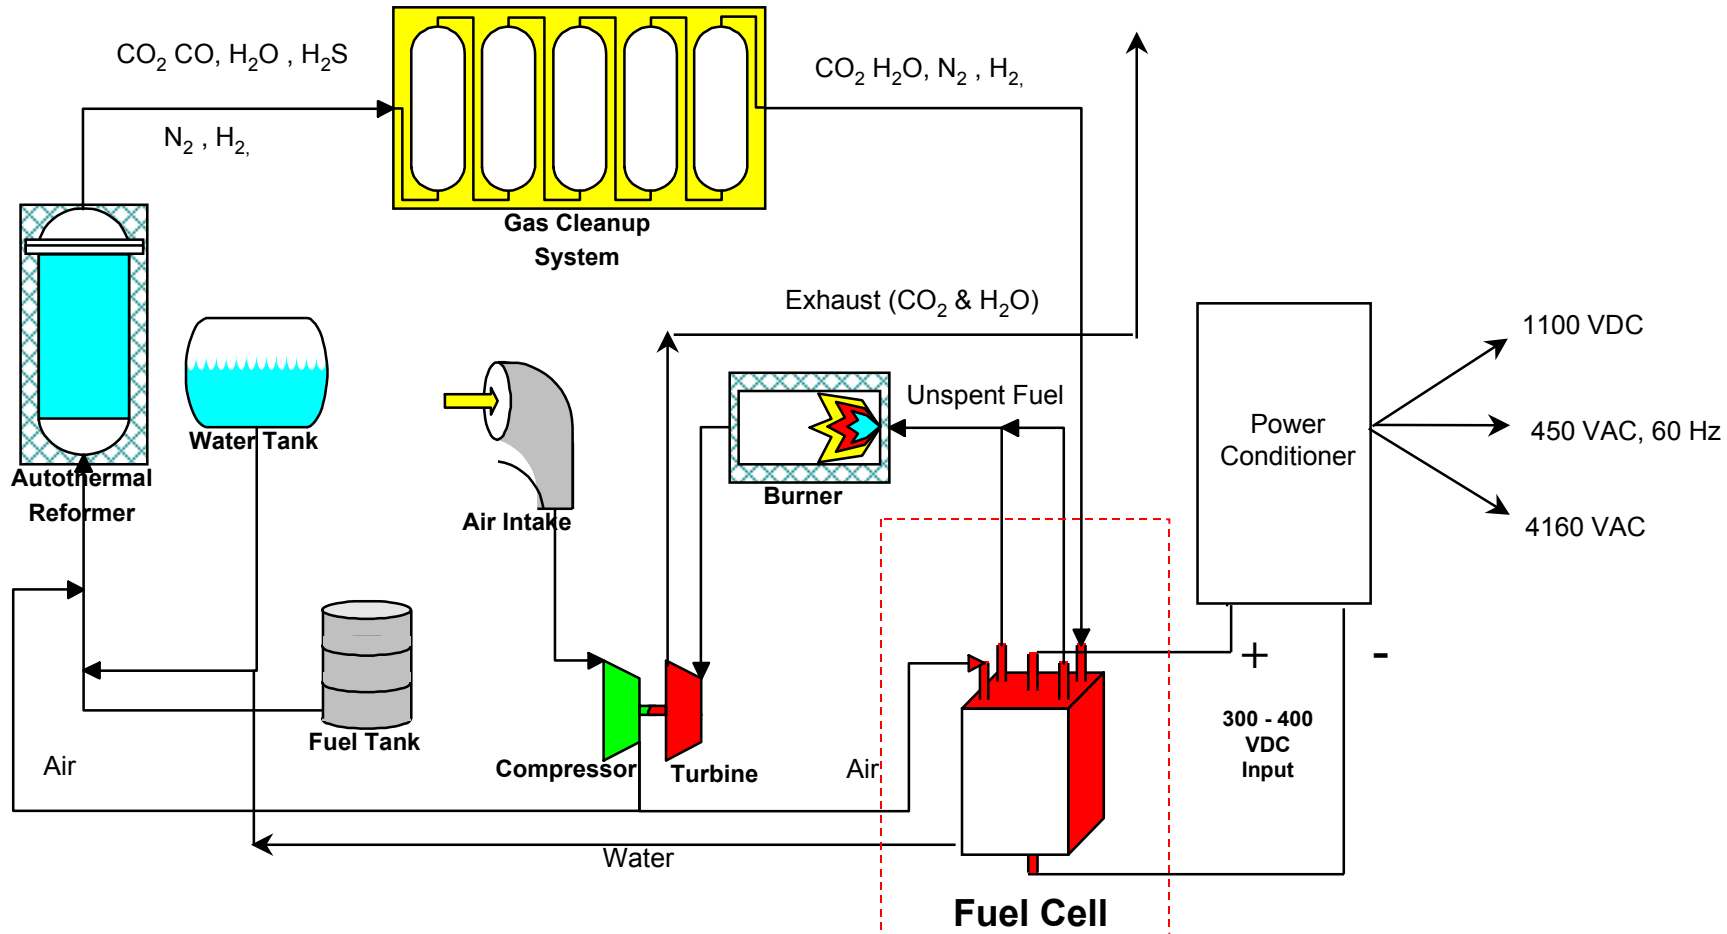 CO2 CO, H2O , H2S
N2 , H2,
CO2 H2O, N2 , H2,
Gas Cleanup
System
Exhaust (CO2 & H2O)
1100 VDC
Unspent Fuel
Power
Conditioner
450 VAC, 60 Hz
4160 VAC
Water Tank
Autothermal
Reformer
Burner
Air Intake
+
-
300 - 400
VDC
Input
Fuel Tank
Air
Compressor
Turbine
Air
Water
Fuel Cell